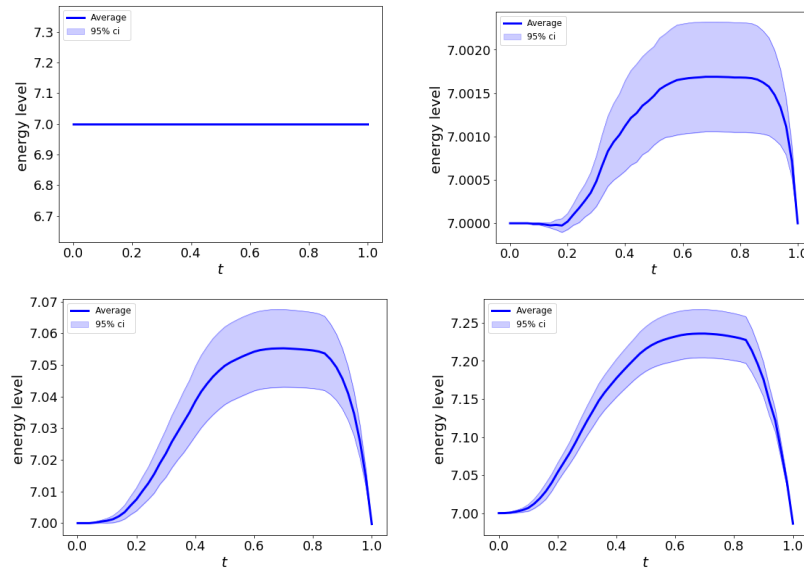 Average
95% ci
7.3
7.2
7.1
7.0
6.9
6.8
6.7
energy level
0.0 0.2 0.4 0.6 0.8 1.0
t
Average
95% ci
7.0020
7.0015
7.0010
7.0005
7.0000
energy level
0.0 0.2 0.4 0.6 0.8 1.0
t
Average
95% ci
7.07
7.06
7.05
7.04
7.03
7.02
7.01
7.00
energy level
0.0 0.2 0.4 0.6 0.8 1.0
t
Average
95% ci
7.25
7.20
7.15
7.10
7.05
7.00
energy level
0.0 0.2 0.4 0.6 0.8 1.0
t